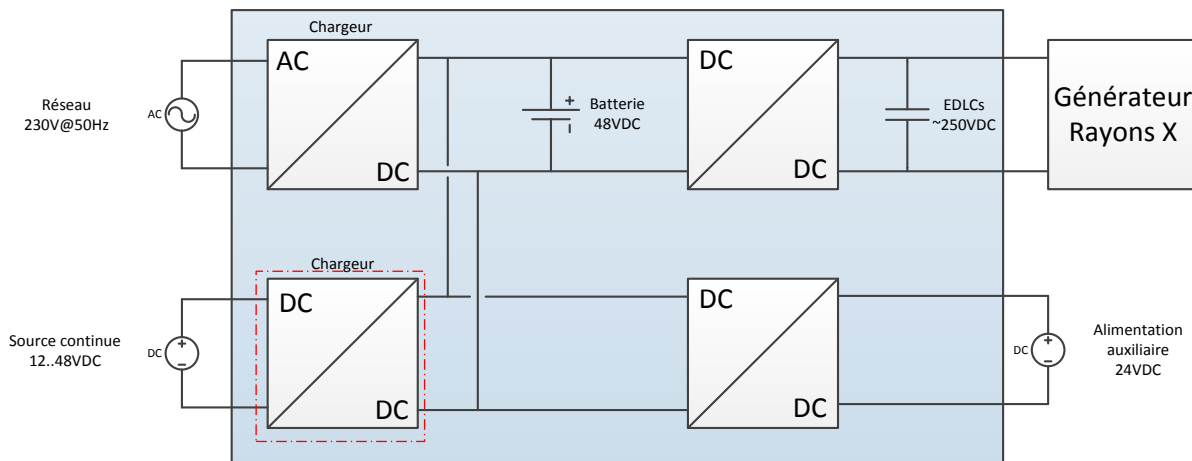 Chargeur
AC
DC
Réseau
230V@50Hz
AC
Batterie
48VDC
DC
DC
EDLCs
~250VDC
Générateur
Rayons X
Chargeur
DC
DC
Source continue
12..48VDC
DC
DC
DC
DC
Alimentation
auxiliaire
24VDC